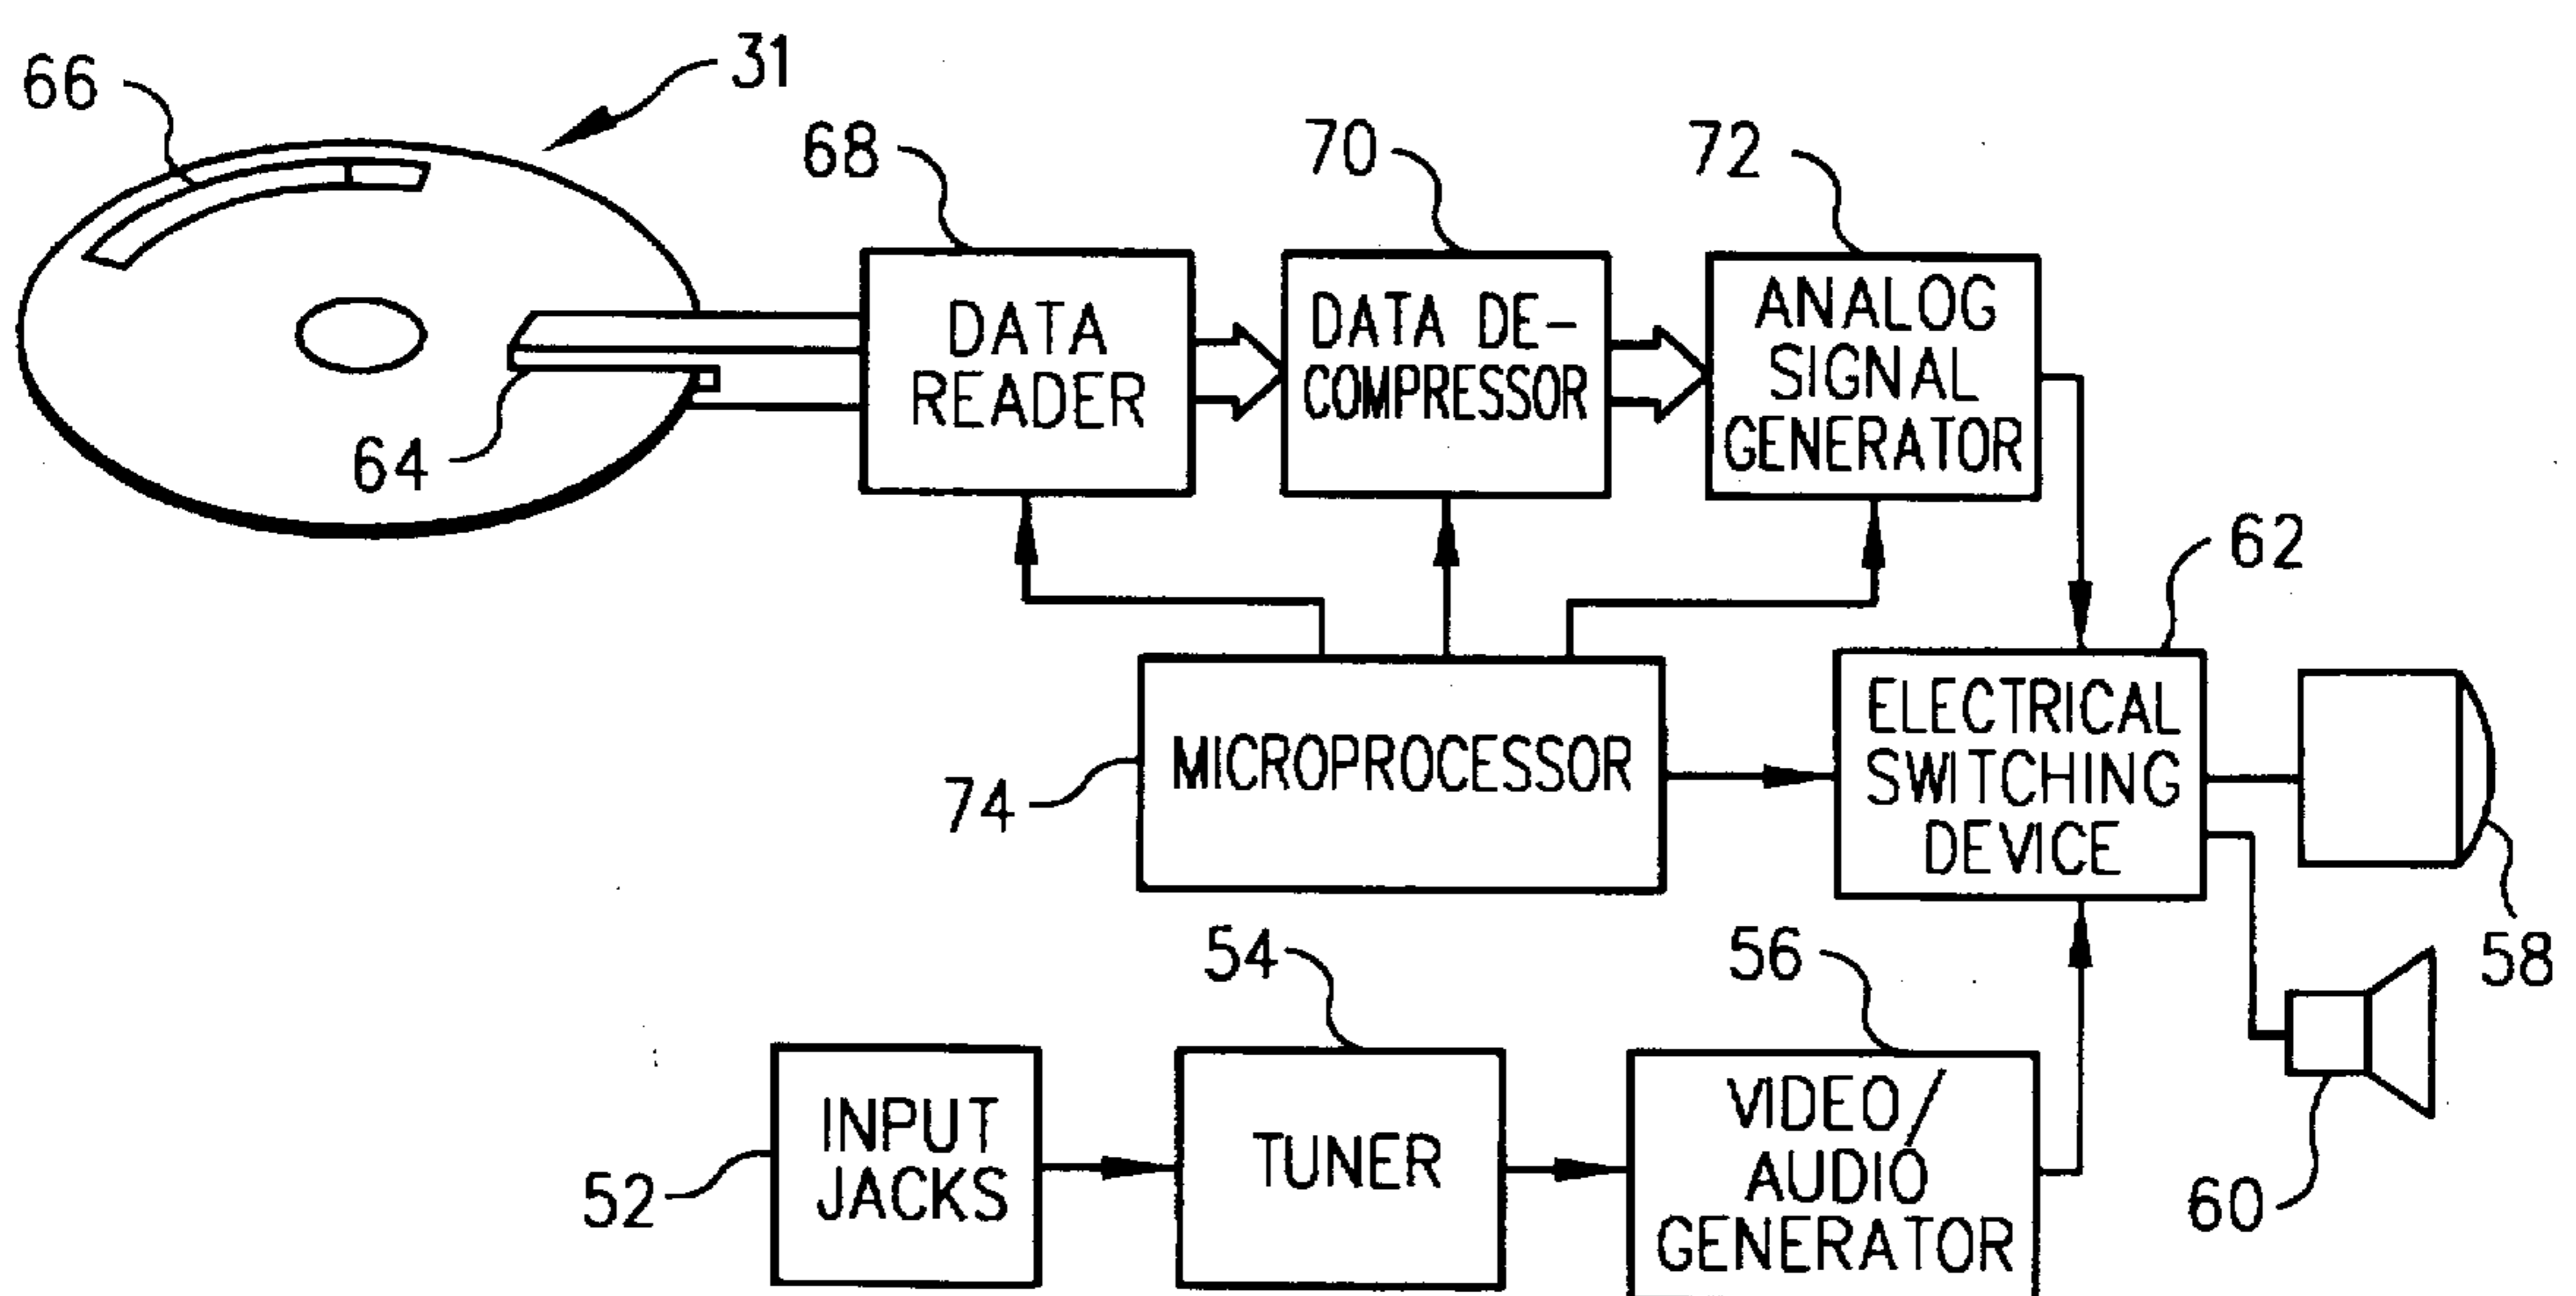 66
31
68
70
72
DATA
READER
DATA DE-
COMPRESSOR
ANALOG
SIGNAL
GENERATOR
64
62
74
MICROPROCESSOR
ELECTRICAL
SWITCHING
DEVICE
58
54
56
52
INPUT
JACKS
TUNER
VIDEO/
AUDIO
GENERATOR
60